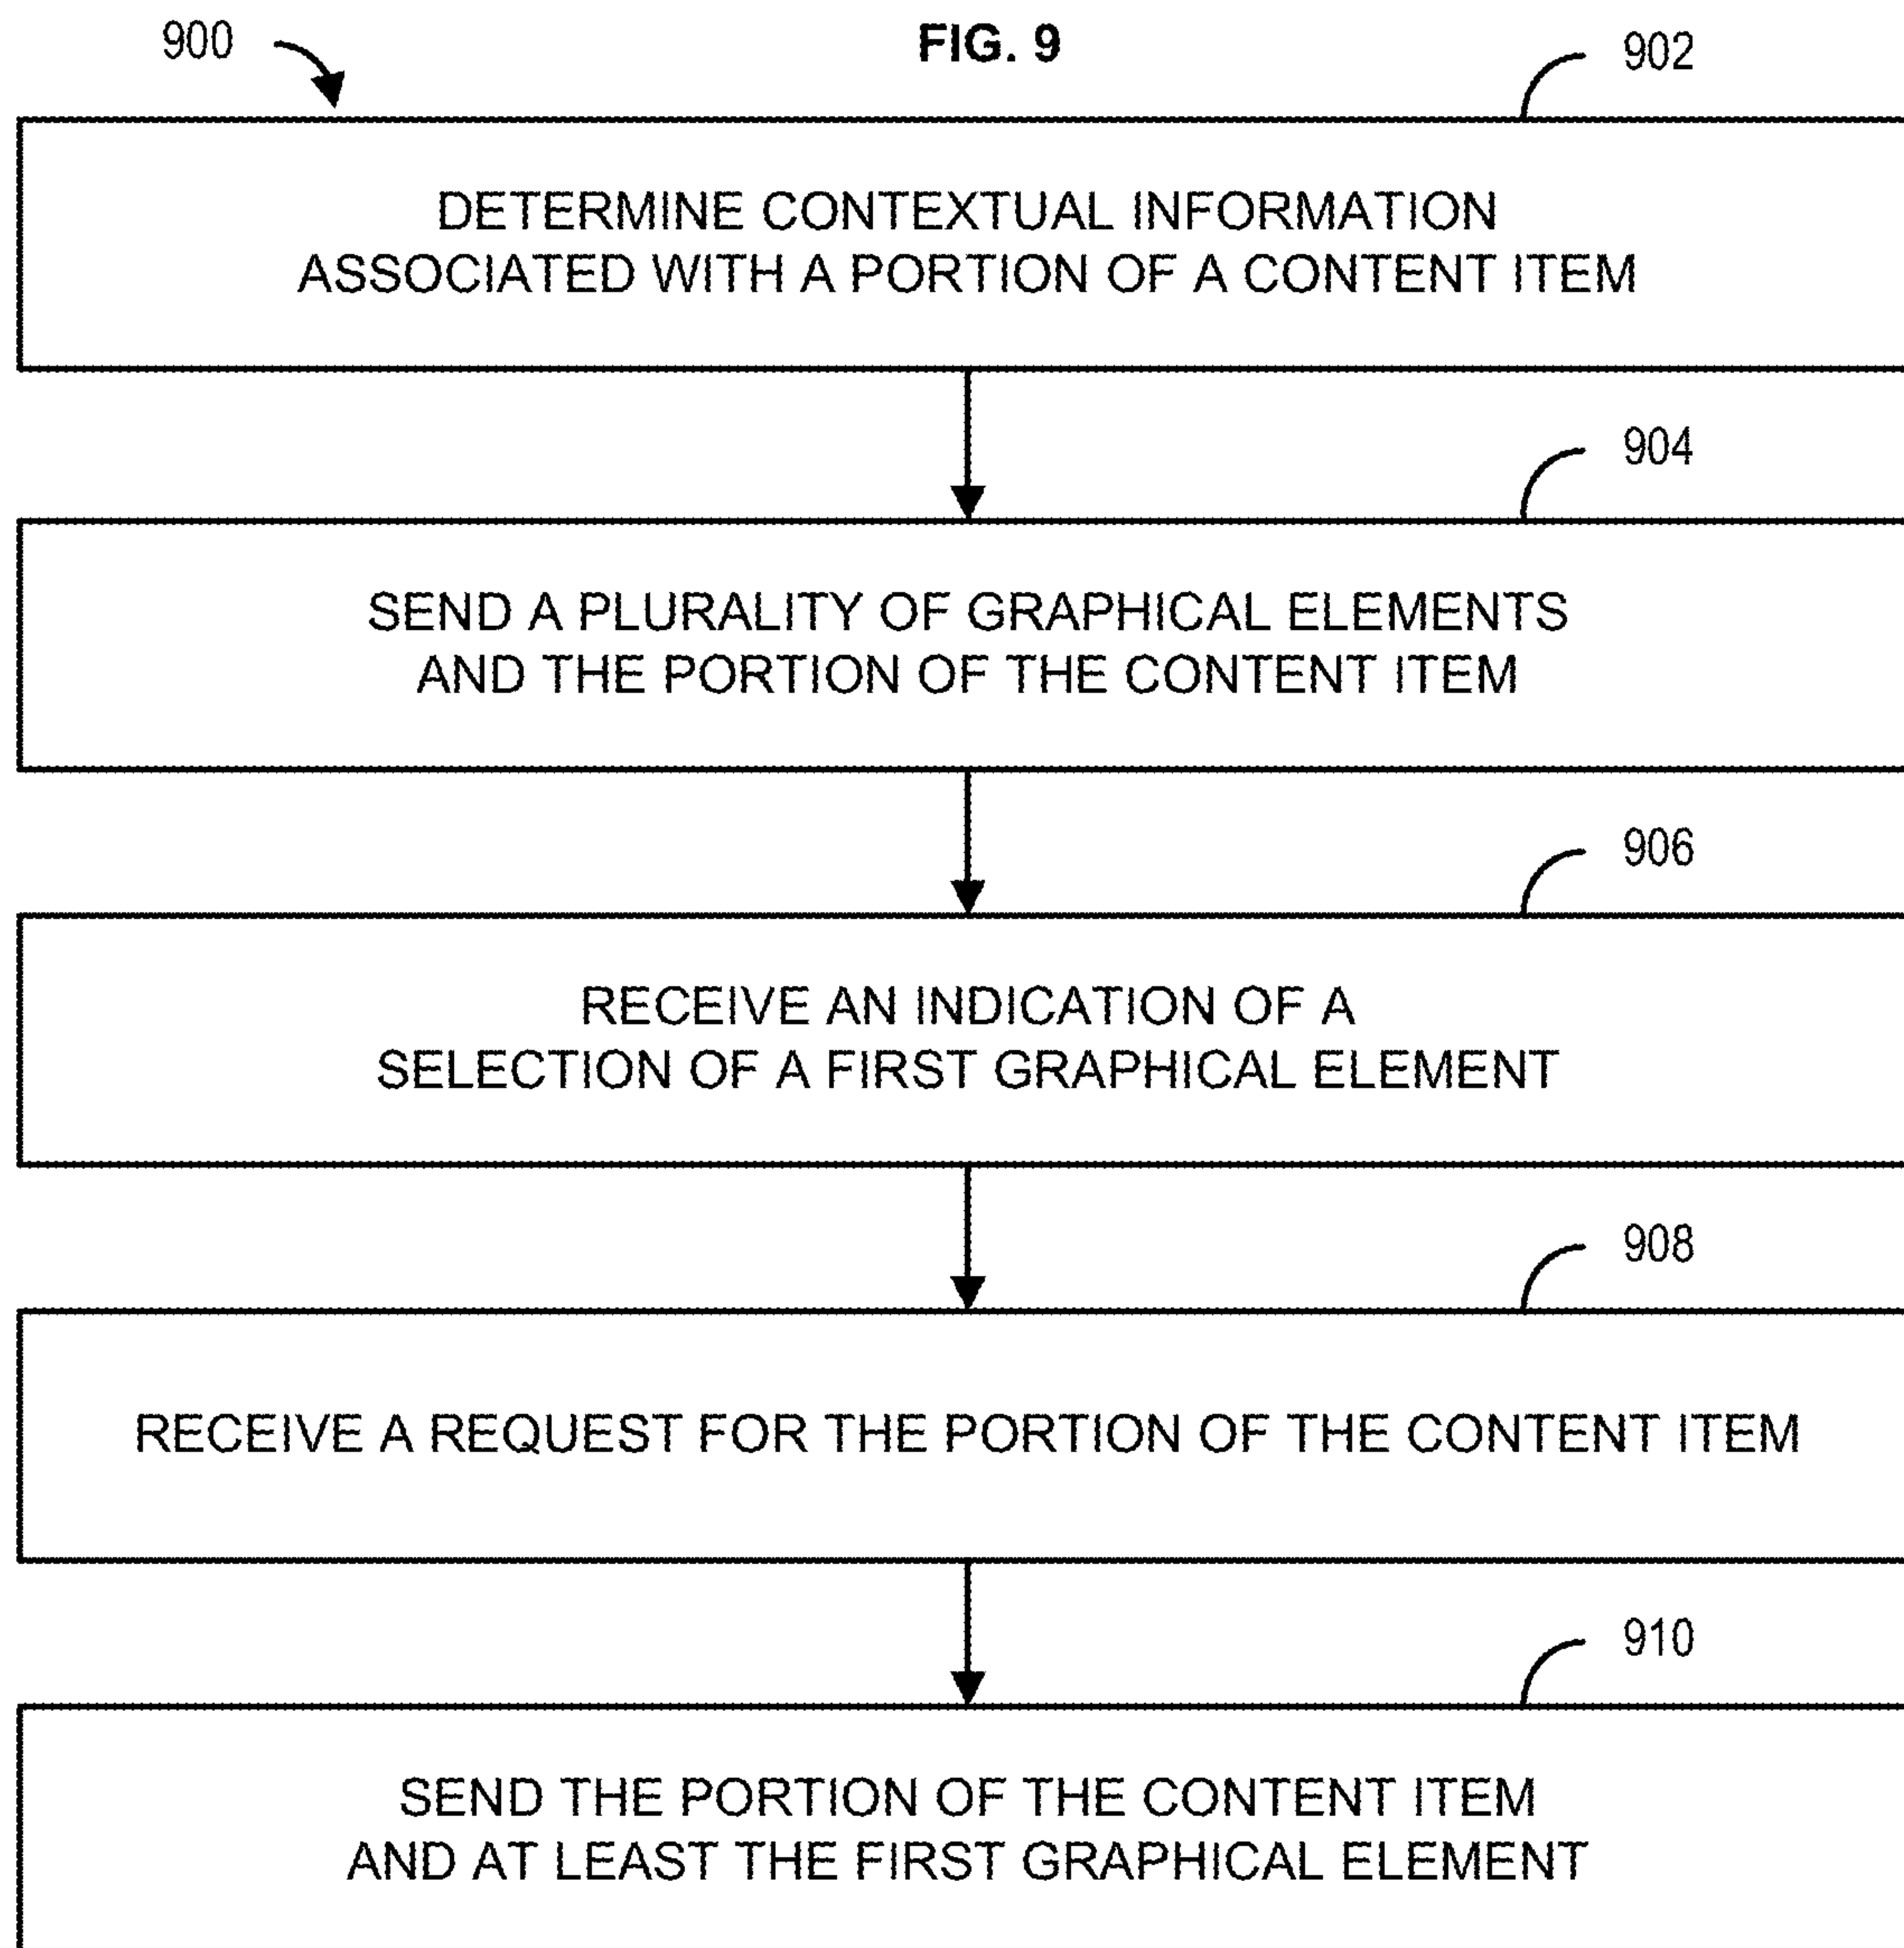 900
FIG. 9
902
DETERMINE CONTEXTUAL INFORMATION
ASSOCIATED WITH A PORTION OF A CONTENT ITEM
904
SEND A PLURALITY OF GRAPHICAL ELEMENTS
AND THE PORTION OF THE CONTENT ITEM
906
RECEIVE AN INDICATION OF A
SELECTION OF A FIRST GRAPHICAL ELEMENT
908
RECEIVE A REQUEST FOR THE PORTION OF THE CONTENT ITEM
910
SEND THE PORTION OF THE CONTENT ITEM
AND AT LEAST THE FIRST GRAPHICAL ELEMENT